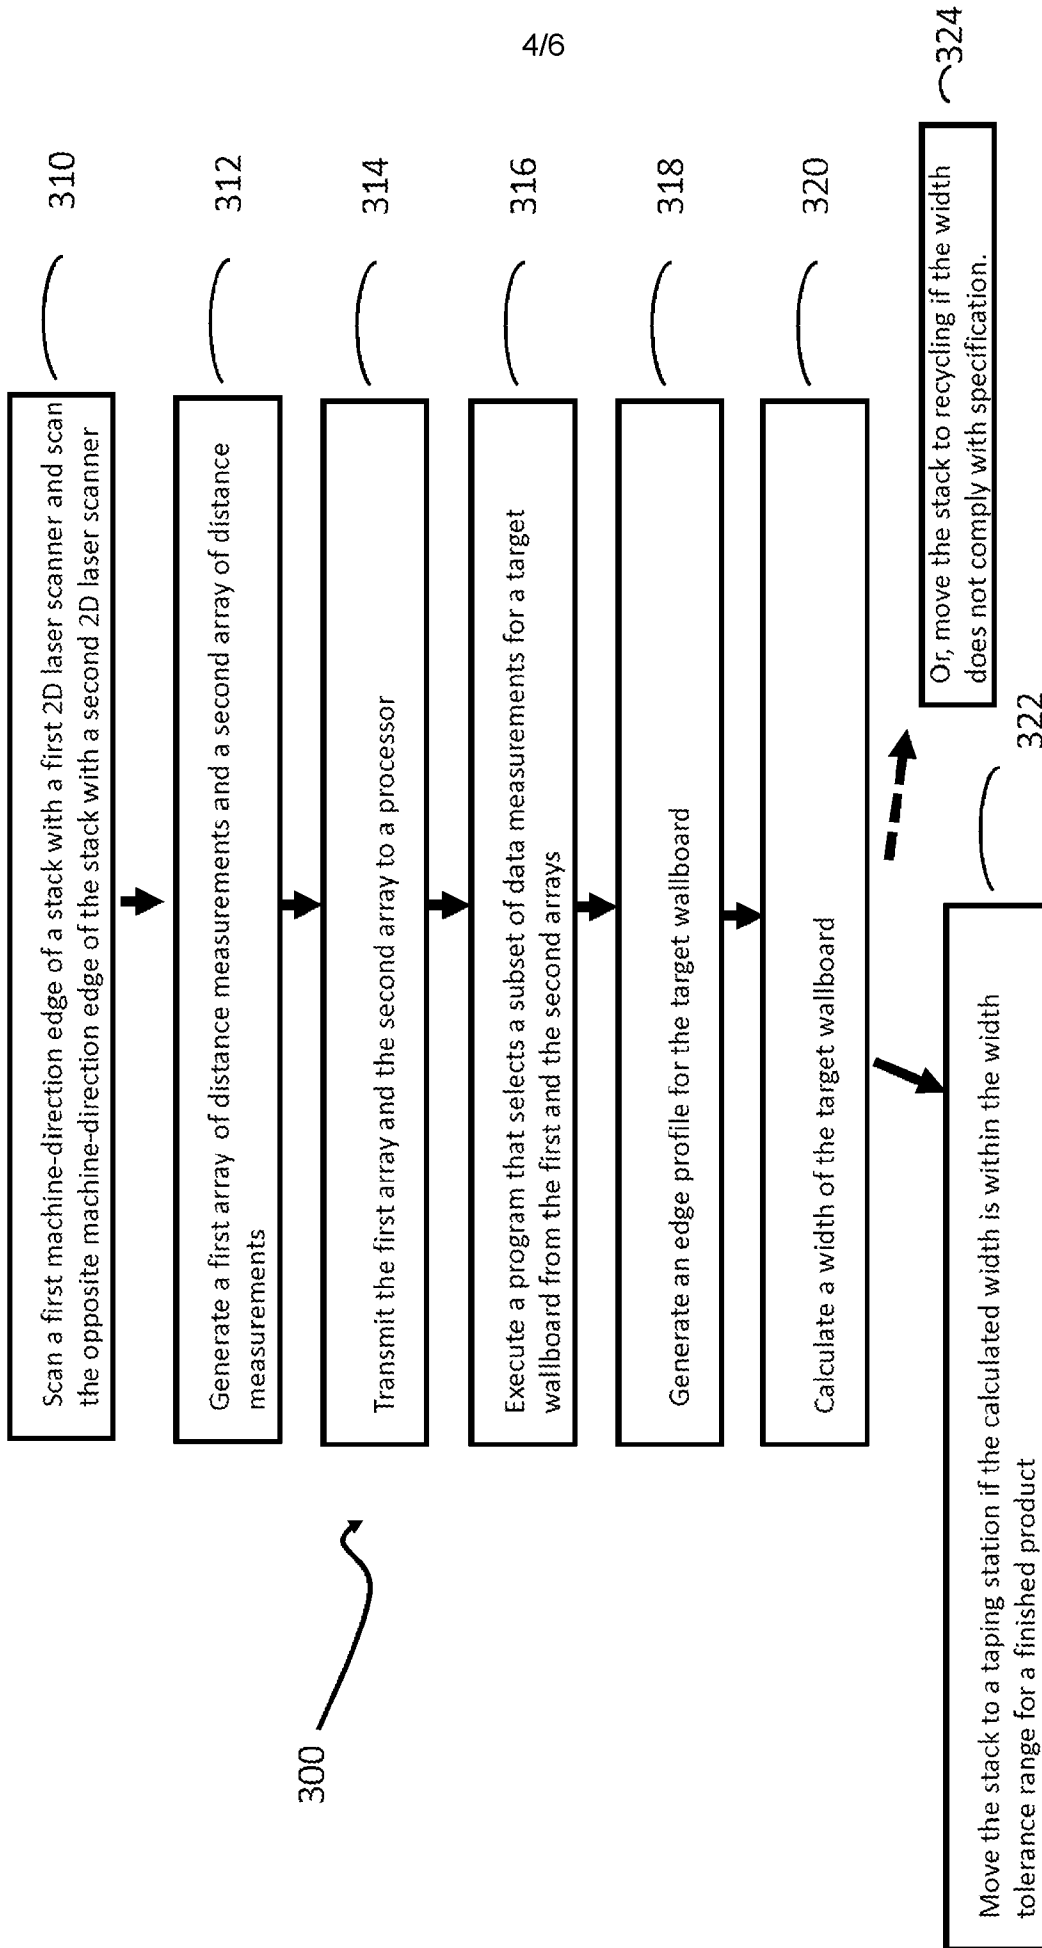 4/6
Scan a first machine-direction edge of a stack with a first 2D laser scanner and scan
the opposite machine-direction edge of the stack with a second 2D laser scanner
310
Generate a first array of distance measurements and a second array of distance
measurements
312
Transmit the first array and the second array to a processor
314
300
Execute a program that selects a subset of data measurements for a target
wallboard from the first and the second arrays
316
Generate an edge profile for the target wallboard
318
Calculate a width of the target wallboard
320
Or, move the stack to recycling if the width
does not comply with specification.
324
Move the stack to a taping station if the calculated width is within the width
tolerance range for a finished product
322